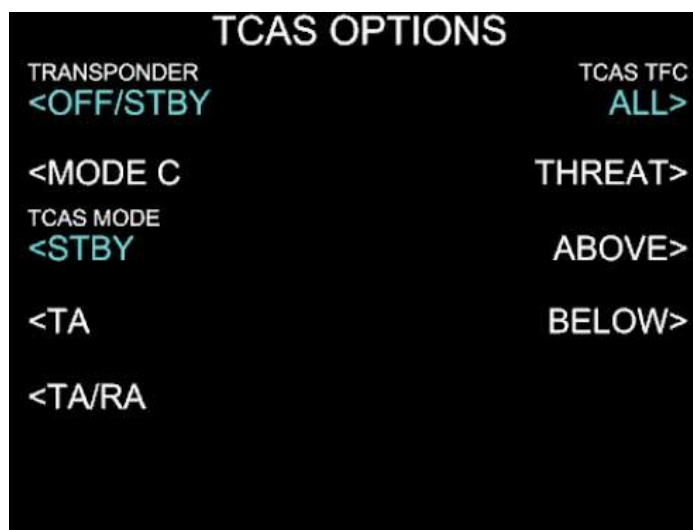 TCAS OPTIONS
TRANSPONDER TCAS TFC
<OFF/STBY ALL>
<MODE C THREAT>
TCAS MODE
<STBY ABOVE>
<TA BELOW>
<TA/RA